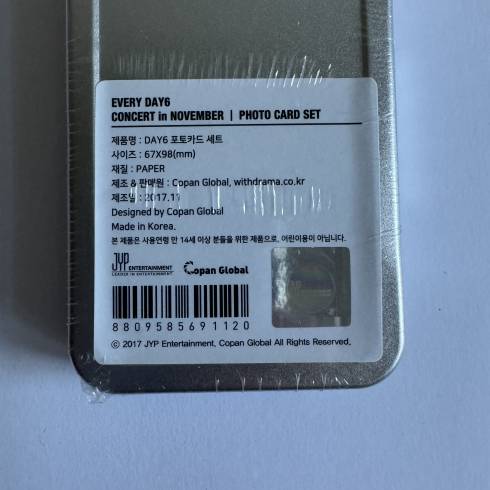 EVERY DAY6
CONCERT in NOVEMBER | PHOTO CARD SET
제품명 : DAY6 포토카드 세트
사이즈 : 67X98(mm)
재질 : PAPER
제조 & 판매원 : Copan Global, withdrama.co.kr
제조일 : 2017.11
Designed by Copan Global
Made in Korea.
본 제품은 사용연령 만 14세 이상 분들을 위한 제품으로, 어린이용이 아닙니다.
JYP ENTERTAINMENT
LEADER IN ENTERTAINMENT
Copan Global
8809585691120
ⓒ 2017 JYP Entertainment. Copan Global All Rights Reserved.